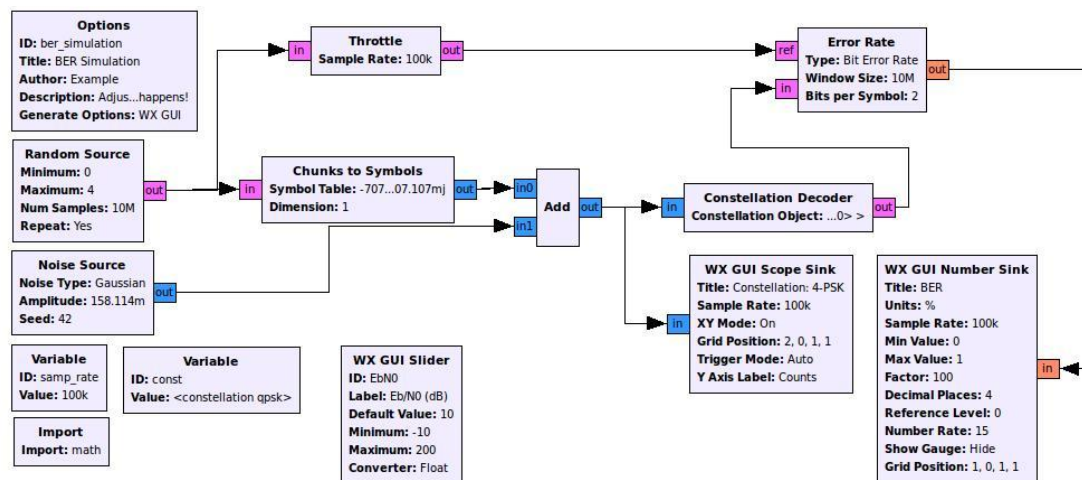 Options
ID: ber_simulation
Title: BER Simulation
Author: Example
Description: Adjus...happens!
Generate Options: WX GUI
in
Throttle
Sample Rate: 100k
out
ref
in
Error Rate
Type: Bit Error Rate
Window Size: 10M
Bits per Symbol: 2
out
Random Source
Minimum: 0
Maximum: 4
Num Samples: 10M
Repeat: Yes
out
in
Chunks to Symbols
Symbol Table: -707...07.107mj
Dimension: 1
out
in0
in1
Add
out
in
Constellation Decoder
Constellation Object: ...0> >
out
Noise Source
Noise Type: Gaussian
Amplitude: 158.114m
Seed: 42
out
in
WX GUI Scope Sink
Title: Constellation: 4-PSK
Sample Rate: 100k
XY Mode: On
Grid Position: 2, 0, 1, 1
Trigger Mode: Auto
Y Axis Label: Counts
WX GUI Number Sink
Title: BER
Units: %
Sample Rate: 100k
Min Value: 0
Max Value: 1
Factor: 100
Decimal Places: 4
Reference Level: 0
Number Rate: 15
Show Gauge: Hide
Grid Position: 1, 0, 1, 1
in
Variable
ID: samp_rate
Value: 100k
Variable
ID: const
Value: <constellation qpsk>
WX GUI Slider
ID: EbN0
Label: Eb/N0 (dB)
Default Value: 10
Minimum: -10
Maximum: 200
Converter: Float
Import
Import: math